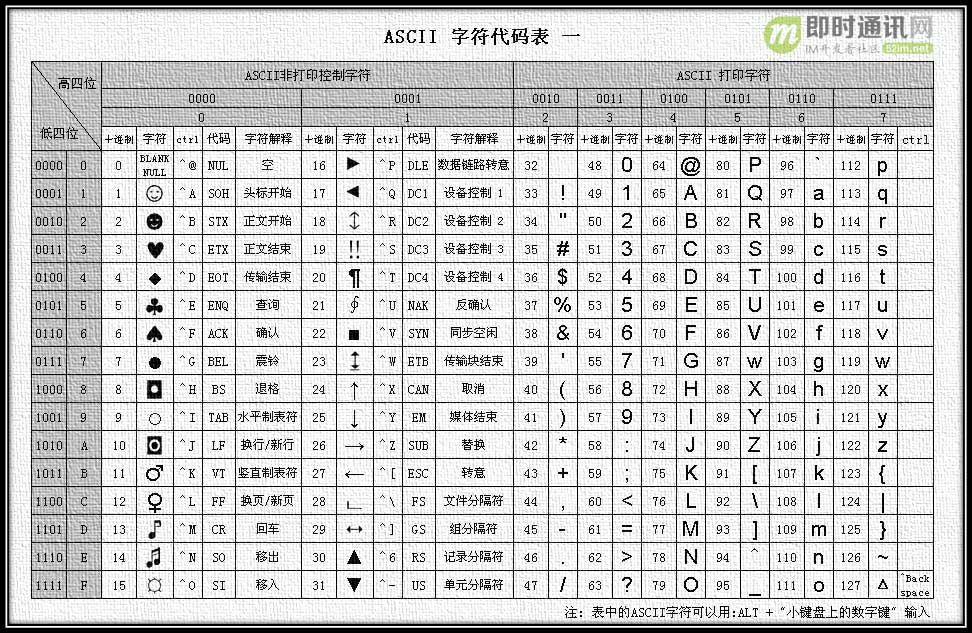 ASCII 字符代码表 一
即时通讯网
IM开发者社区 52im.net
高四位 ASCII非打印控制字符 ASCII 打印字符
0000 0001 0010 0011 0100 0101 0110 0111
低四位 0 1 2 3 4 5 6 7
十进制 字符 ctrl 代码 字符解释 十进制 字符 ctrl 代码 字符解释 十进制 字符 十进制 字符 十进制 字符 十进制 字符 十进制 字符 十进制 字符 ctrl
0000 0 0 BLANK NULL ^@ NUL 空 16 ► ^P DLE 数据链路转意 32 48 0 64 @ 80 P 96 ` 112 p
0001 1 1 ☺ ^A SOH 头标开始 17 ◄ ^Q DC1 设备控制 1 33 ! 49 1 65 A 81 Q 97 a 113 q
0010 2 2 ☻ ^B STX 正文开始 18 ↕ ^R DC2 设备控制 2 34 " 50 2 66 B 82 R 98 b 114 r
0011 3 3 ♥ ^C ETX 正文结束 19 !! ^S DC3 设备控制 3 35 # 51 3 67 C 83 S 99 c 115 s
0100 4 4 ◆ ^D EOT 传输结束 20 ¶ ^T DC4 设备控制 4 36 $ 52 4 68 D 84 T 100 d 116 t
0101 5 5 ♣ ^E ENQ 查询 21 ∮ ^U NAK 反确认 37 % 53 5 69 E 85 U 101 e 117 u
0110 6 6 ♠ ^F ACK 确认 22 ■ ^V SYN 同步空闲 38 & 54 6 70 F 86 V 102 f 118 v
0111 7 7 ● ^G BEL 震铃 23 ↨ ^W ETB 传输块结束 39 ' 55 7 71 G 87 w 103 g 119 w
1000 8 8 ◘ ^H BS 退格 24 ↑ ^X CAN 取消 40 ( 56 8 72 H 88 X 104 h 120 x
1001 9 9 ○ ^I TAB 水平制表符 25 ↓ ^Y EM 媒体结束 41 ) 57 9 73 I 89 Y 105 i 121 y
1010 A 10 ◙ ^J LF 换行/新行 26 → ^Z SUB 替换 42 * 58 : 74 J 90 Z 106 j 122 z
1011 B 11 ♂ ^K VT 竖直制表符 27 ← ^[ ESC 转意 43 + 59 ; 75 K 91 [ 107 k 123 {
1100 C 12 ♀ ^L FF 换页/新页 28 ∟ ^\ FS 文件分隔符 44 , 60 < 76 L 92 \ 108 l 124 |
1101 D 13 ♪ ^M CR 回车 29 ↔ ^] GS 组分隔符 45 - 61 = 77 M 93 ] 109 m 125 }
1110 E 14 ♫ ^N SO 移出 30 ▲ ^6 RS 记录分隔符 46 . 62 > 78 N 94 ^ 110 n 126 ~
1111 F 15 ☼ ^O SI 移入 31 ▼ ^- US 单元分隔符 47 / 63 ? 79 O 95 _ 111 o 127 Δ ^Back space
注: 表中的ASCII字符可以用:ALT + "小键盘上的数字键" 输入